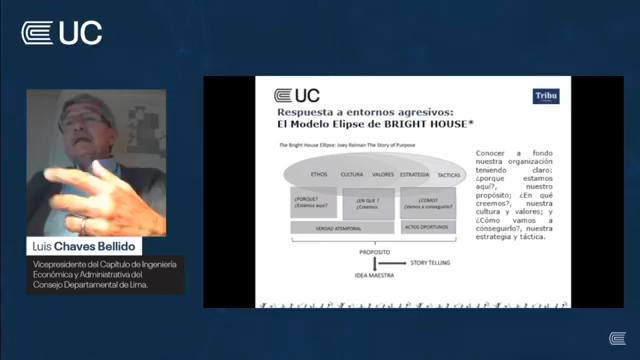 UC
Luis Chaves Bellido
Vicepresidente del Capítulo de Ingeniería
Económica y Administrativa del
Consejo Departamental de Lima.
UC
Tribu
Respuesta a entornos agresivos:
El Modelo Elipse de BRIGHT HOUSE*
The Bright House Ellipse: Joey Reiman The Story of Purpose
ETHOS CULTURA VALORES ESTRATEGIA TACTICAS
¿PORQUE? ¿EN QUE ? ¿COMO?
¿Estamos aquí? ¿Creemos ¿Vamos a conseguirlo?
VERDAD ATEMPORAL ACTOS OPORTUNOS
PROPOSITO
STORY TELLING
IDEA MAESTRA
Conocer a fondo
nuestra organización
teniendo claro:
¿porque estamos
aquí?, nuestro
propósito; ¿En qué
creemos?, nuestra
cultura y valores; y
¿Cómo vamos a
conseguirlo?, nuestra
estrategia y táctica.